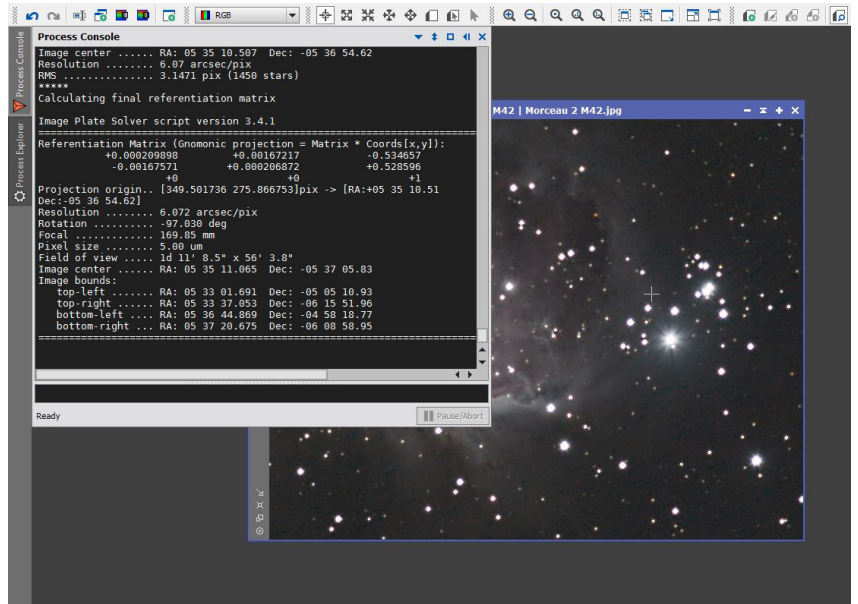 RGB
Process Console
Process Explorer
Process Console
Image center ...... RA: 05 35 10.507  Dec: -05 36 54.62
Resolution ........ 6.07 arcsec/pix
RMS ............... 3.1471 pix (1450 stars)
*****
Calculating final referentiation matrix
Image Plate Solver script version 3.4.1
===============================================================================
Referentiation Matrix (Gnomonic projection = Matrix * Coords[x,y]):
+0.000209898 +0.00167217 -0.534657
-0.00167571 +0.000206872 +0.528596
+0 +0 +1
Projection origin.. [349.501736 275.866753]pix -> [RA:+05 35 10.51
Dec:-05 36 54.62]
Resolution ........ 6.072 arcsec/pix
Rotation .......... -97.030 deg
Focal ............. 169.85 mm
Pixel size ........ 5.00 um
Field of view ..... 1d 11' 8.5" x 56' 3.8"
Image center ...... RA: 05 35 11.065  Dec: -05 37 05.83
Image bounds:
top-left ....... RA: 05 33 01.691  Dec: -05 05 10.93
top-right ...... RA: 05 33 37.053  Dec: -06 15 51.96
bottom-left .... RA: 05 36 44.869  Dec: -04 58 18.77
bottom-right ... RA: 05 37 20.675  Dec: -06 08 58.95
===============================================================================
Ready
Pause/Abort
M42 | Morceau 2 M42.jpg